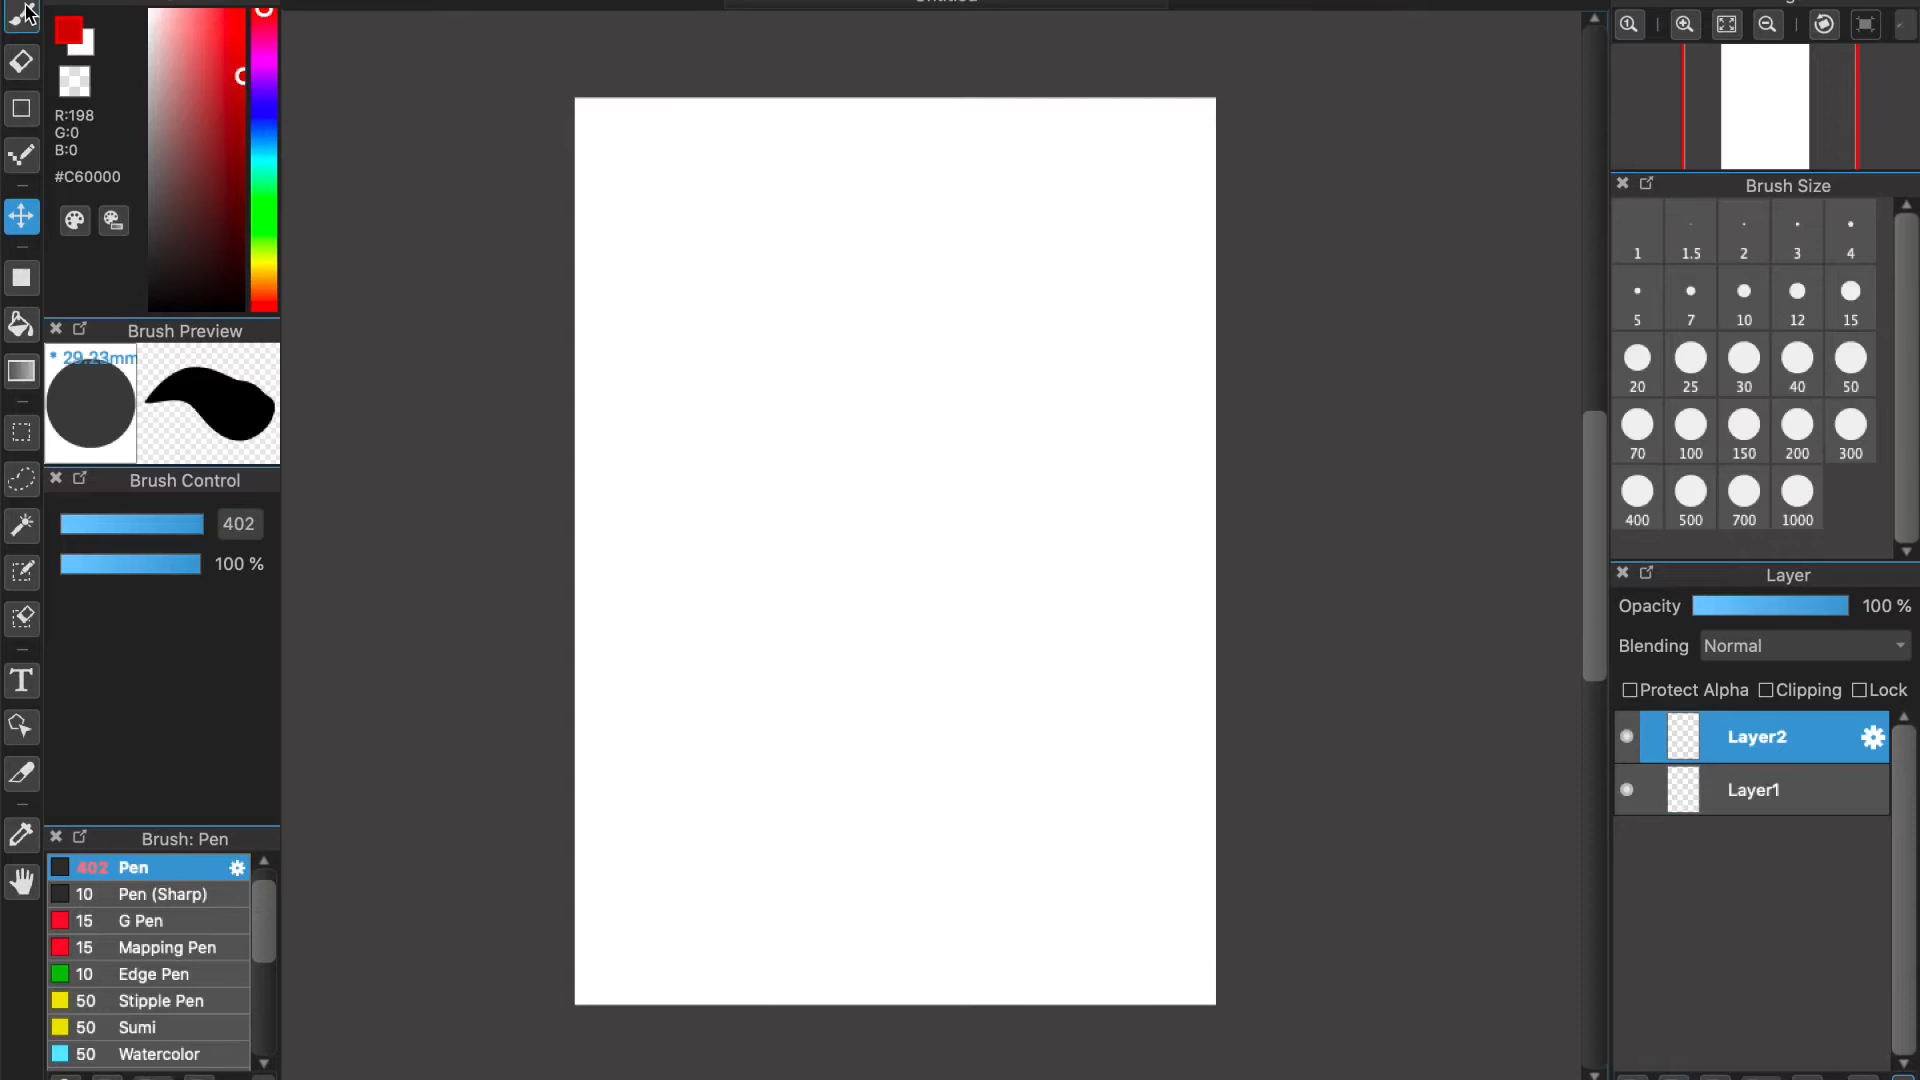 Untitled
R:198
G:0
B:0
#C60000
Brush Preview
* 29.23mm
Brush Control
402
100 %
Brush: Pen
402 Pen
10 Pen (Sharp)
15 G Pen
15 Mapping Pen
10 Edge Pen
50 Stipple Pen
50 Sumi
50 Watercolor
Brush Size
1 1.5 2 3 4
5 7 10 12 15
20 25 30 40 50
70 100 150 200 300
400 500 700 1000
Layer
Opacity 100 %
Blending Normal
Protect Alpha Clipping Lock
Layer2
Layer1